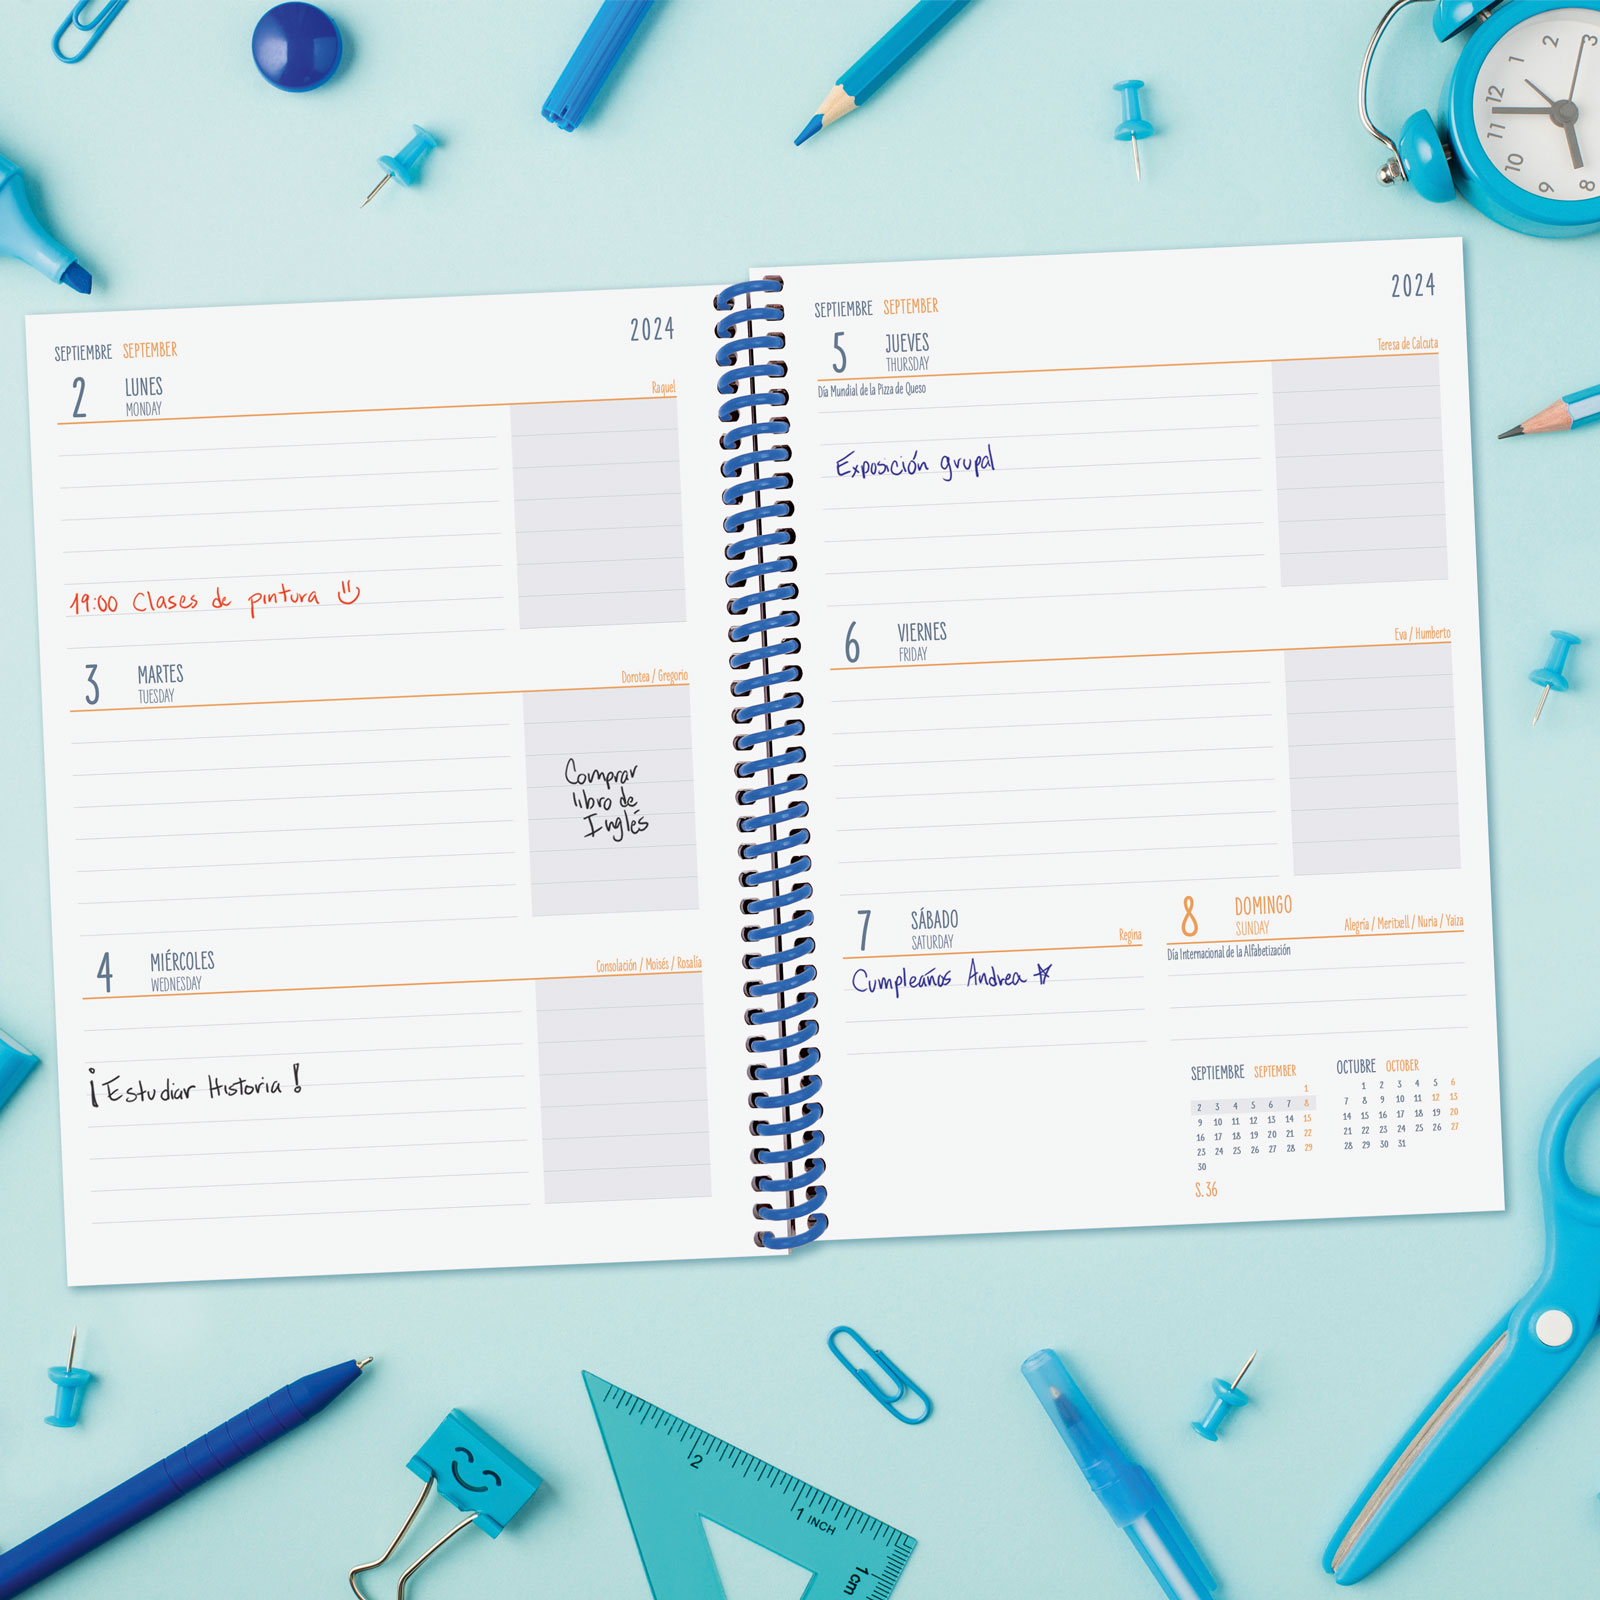 SEPTIEMBRE SEPTEMBER 2024
2 LUNES
MONDAY
Raquel
19:00 Clases de pintura
3 MARTES
TUESDAY
Dorotea / Gregorio
Comprar
libro de
Inglés
4 MIÉRCOLES
WEDNESDAY
Consolación / Moisés / Rosalía
¡Estudiar Historia!
SEPTIEMBRE SEPTEMBER 2024
5 JUEVES
THURSDAY
Teresa de Calcuta
Día Mundial de la Pizza de Queso
Exposición grupal
6 VIERNES
FRIDAY
Eva / Humberto
7 SÁBADO
SATURDAY
Regina
Cumpleaños Andrea
8 DOMINGO
SUNDAY
Alegría / Meritxell / Nuria / Yaiza
Día Internacional de la Alfabetización
SEPTIEMBRE SEPTEMBER
1
2 3 4 5 6 7 8
9 10 11 12 13 14 15
16 17 18 19 20 21 22
23 24 25 26 27 28 29
30
S. 36
OCTUBRE OCTOBER
1 2 3 4 5 6
7 8 9 10 11 12 13
14 15 16 17 18 19 20
21 22 23 24 25 26 27
28 29 30 31
12
1
2
3
8
9
10
11
2
1 INCH
1 cm